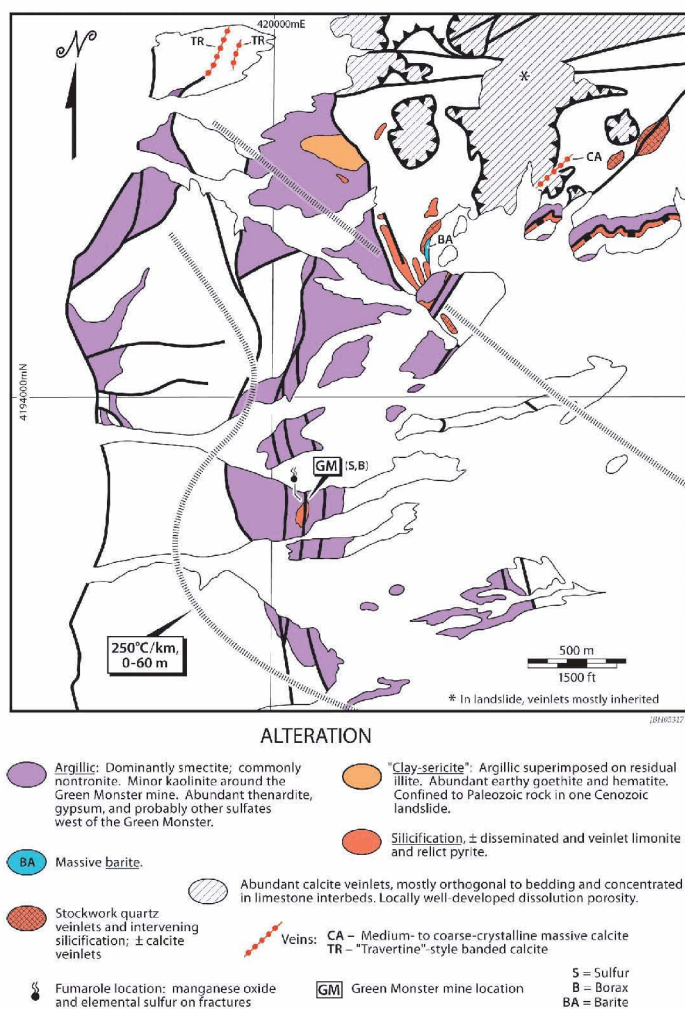 N
420000mE
TR
TR
*
CA
BA
4194000mN
GM (S,B)
250°C/km,
0-60 m
500 m
1500 ft
* In landslide, veinlets mostly inherited
ALTERATION
Argillic: Dominantly smectite; commonly
nontronite. Minor kaolinite around the
Green Monster mine. Abundant thenardite,
gypsum, and probably other sulfates
west of the Green Monster.
"Clay-sericite": Argillic superimposed on residual
illite. Abundant earthy goethite and hematite.
Confined to Paleozoic rock in one Cenozoic
landslide.
Silicification, ± disseminated and veinlet limonite
and relict pyrite.
BA Massive barite.
Abundant calcite veinlets, mostly orthogonal to bedding and concentrated
in limestone interbeds. Locally well-developed dissolution porosity.
Stockwork quartz
veinlets and intervening
silicification; ± calcite
veinlets
Veins: CA – Medium- to coarse-crystalline massive calcite
TR – "Travertine"-style banded calcite
Fumarole location: manganese oxide
and elemental sulfur on fractures
GM Green Monster mine location
S = Sulfur
B = Borax
BA = Barite